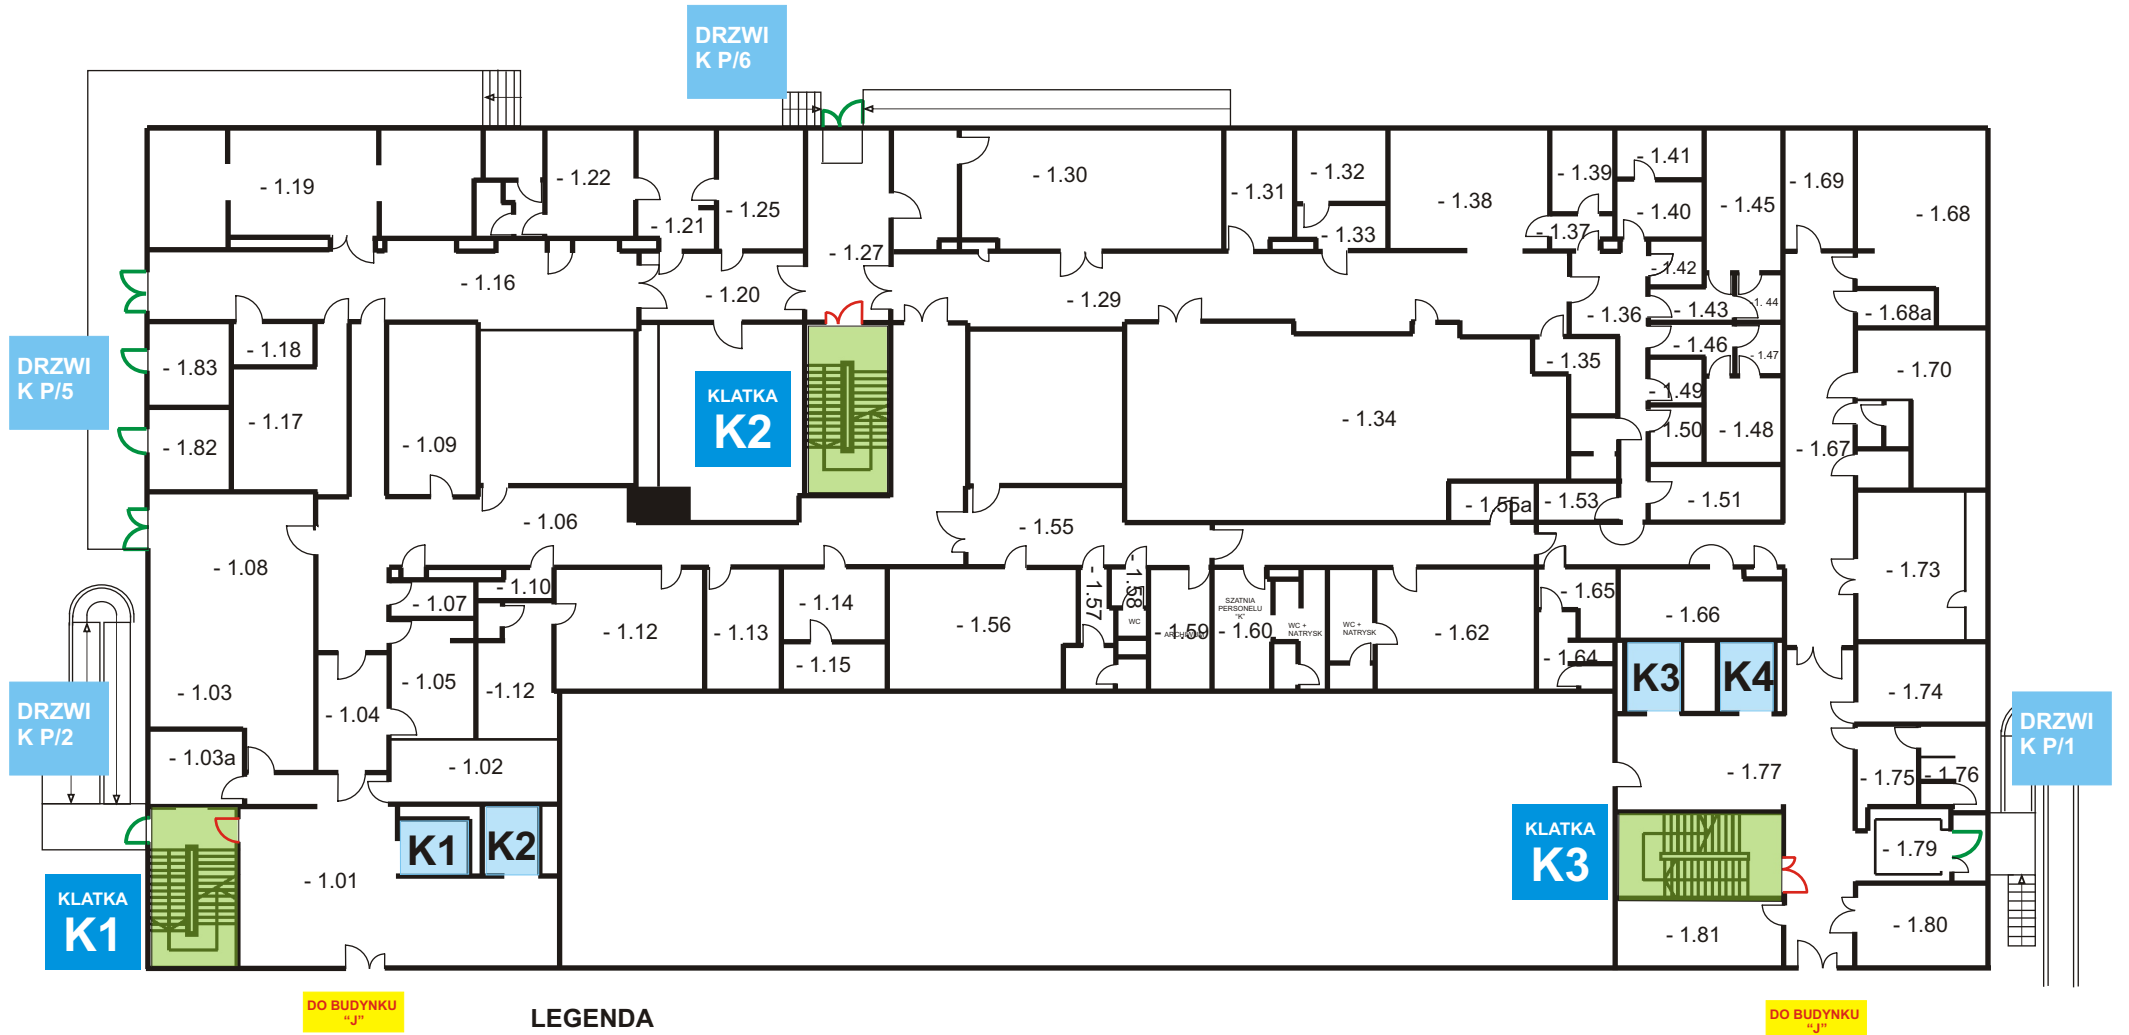 DRZWI
K P/6
- 1.19
- 1.22
- 1.21
- 1.25
- 1.27
- 1.30
- 1.31
- 1.32
- 1.33
- 1.38
- 1.39
- 1.37
- 1.41
- 1.40
- 1.45
- 1.69
- 1.68
- 1.16
- 1.20
- 1.29
- 1.36
- 1.42
- 1.43
- 1. 44
- 1.68a
- 1.18
- 1.83
- 1.17
- 1.82
DRZWI
K P/5
- 1.09
KLATKA
K2
- 1.34
- 1.35
- 1.46
- 1.47
- 1.49
- 1.50
- 1.48
- 1.67
- 1.70
- 1.51
- 1.53
- 1.55a
- 1.55
- 1.06
- 1.08
- 1.10
- 1.07
- 1.12
- 1.13
- 1.14
- 1.15
- 1.56
- 1.57
- 1.58
WC
- 1.59
ARCHIWUM
SZATNIA
PERSONELU
"K"
- 1.60
WC +
NATRYSK
WC +
NATRYSK
- 1.62
- 1.65
- 1.64
- 1.66
- 1.73
- 1.74
K3
K4
DRZWI
K P/2
- 1.03
- 1.04
- 1.05
-1.12
- 1.03a
- 1.02
- 1.77
- 1.75
- 1.76
DRZWI
K P/1
K1
K2
- 1.01
KLATKA
K1
KLATKA
K3
- 1.79
- 1.80
- 1.81
DO BUDYNKU
“J”
LEGENDA
DO BUDYNKU
“J”